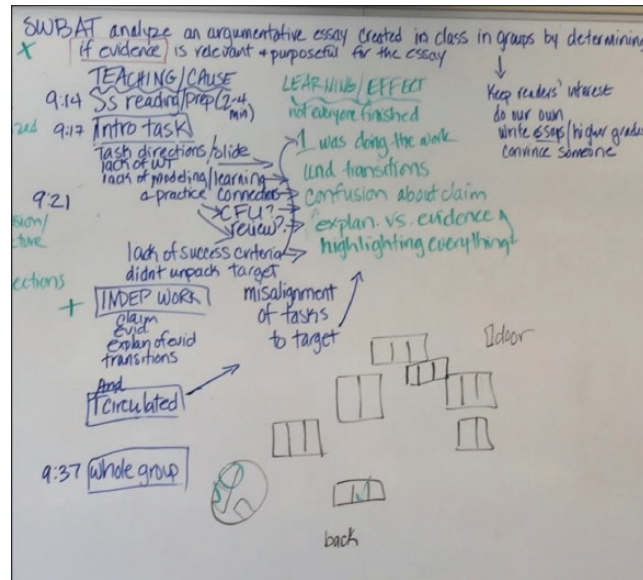 SWBAT analyze an argumentative essay created in class in groups by determining
if evidence is relevant + purposeful for the essay
x
TEACHING/CAUSE
9:14 Ss reading/prep (2-4 min)
9:17 Intro task
Task directions/slide
lack of WT
lack of modeling/learning
a practice connectors
9:21
CFU?
review?
lack of success criteria
didnt unpack target
ections
+ INDEP WORK
claim
evid
explan of evid
transitions
And
T circulated
9:37 whole group
LEARNING/EFFECT
not everyone finished
1 was doing the work
und transitions
confusion about claim
explan. vs. evidence
"highlighting everything"
misalignment
of tasks
to target
Keep readers' interest
do our own
write essays/higher grades
convince someone
door
back